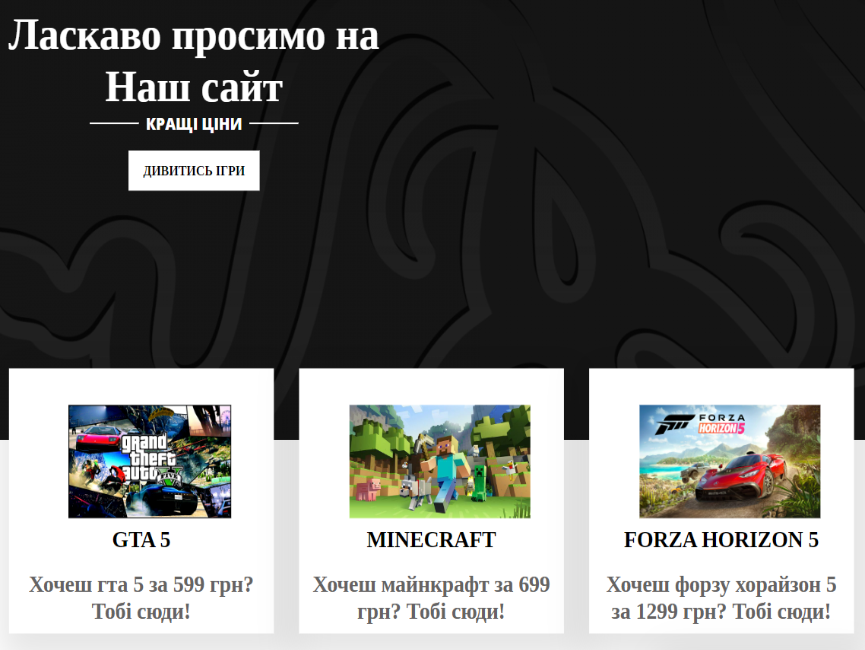 Ласкаво просимо на
Наш сайт
КРАЩІ ЦІНИ
ДИВИТИСЬ ІГРИ
grand
theft
auto V
FORZA
HORIZON 5
GTA 5
MINECRAFT
FORZA HORIZON 5
Хочеш гта 5 за 599 грн?
Тобі сюди!
Хочеш майнкрафт за 699
грн? Тобі сюди!
Хочеш форзу хорайзон 5
за 1299 грн? Тобі сюди!